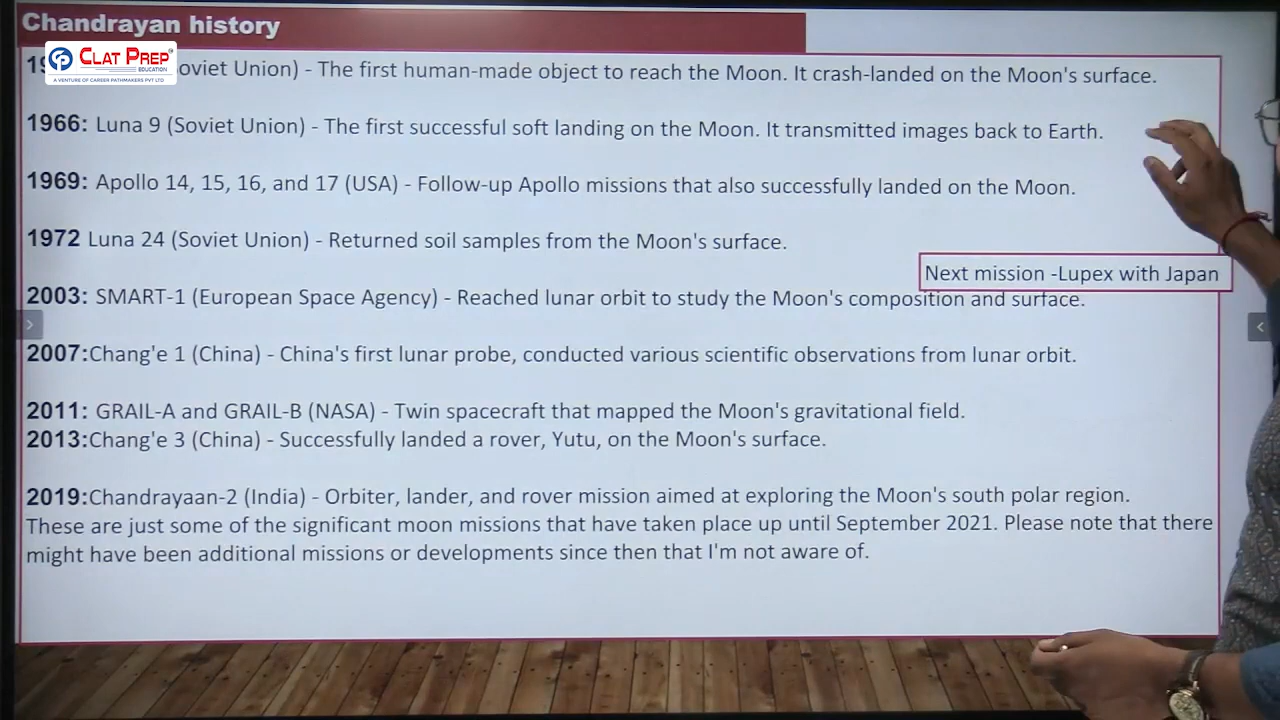 Chandrayan history
CLAT PREP
EDUCATION
A VENTURE OF CAREER PATHMAKERS PVT LTD
oviet Union) - The first human-made object to reach the Moon. It crash-landed on the Moon's surface.
1966: Luna 9 (Soviet Union) - The first successful soft landing on the Moon. It transmitted images back to Earth.
1969: Apollo 14, 15, 16, and 17 (USA) - Follow-up Apollo missions that also successfully landed on the Moon.
1972 Luna 24 (Soviet Union) - Returned soil samples from the Moon's surface.
Next mission -Lupex with Japan
2003: SMART-1 (European Space Agency) - Reached lunar orbit to study the Moon's composition and surface.
2007:Chang'e 1 (China) - China's first lunar probe, conducted various scientific observations from lunar orbit.
2011: GRAIL-A and GRAIL-B (NASA) - Twin spacecraft that mapped the Moon's gravitational field.
2013:Chang'e 3 (China) - Successfully landed a rover, Yutu, on the Moon's surface.
2019:Chandrayaan-2 (India) - Orbiter, lander, and rover mission aimed at exploring the Moon's south polar region.
These are just some of the significant moon missions that have taken place up until September 2021. Please note that there
might have been additional missions or developments since then that I'm not aware of.